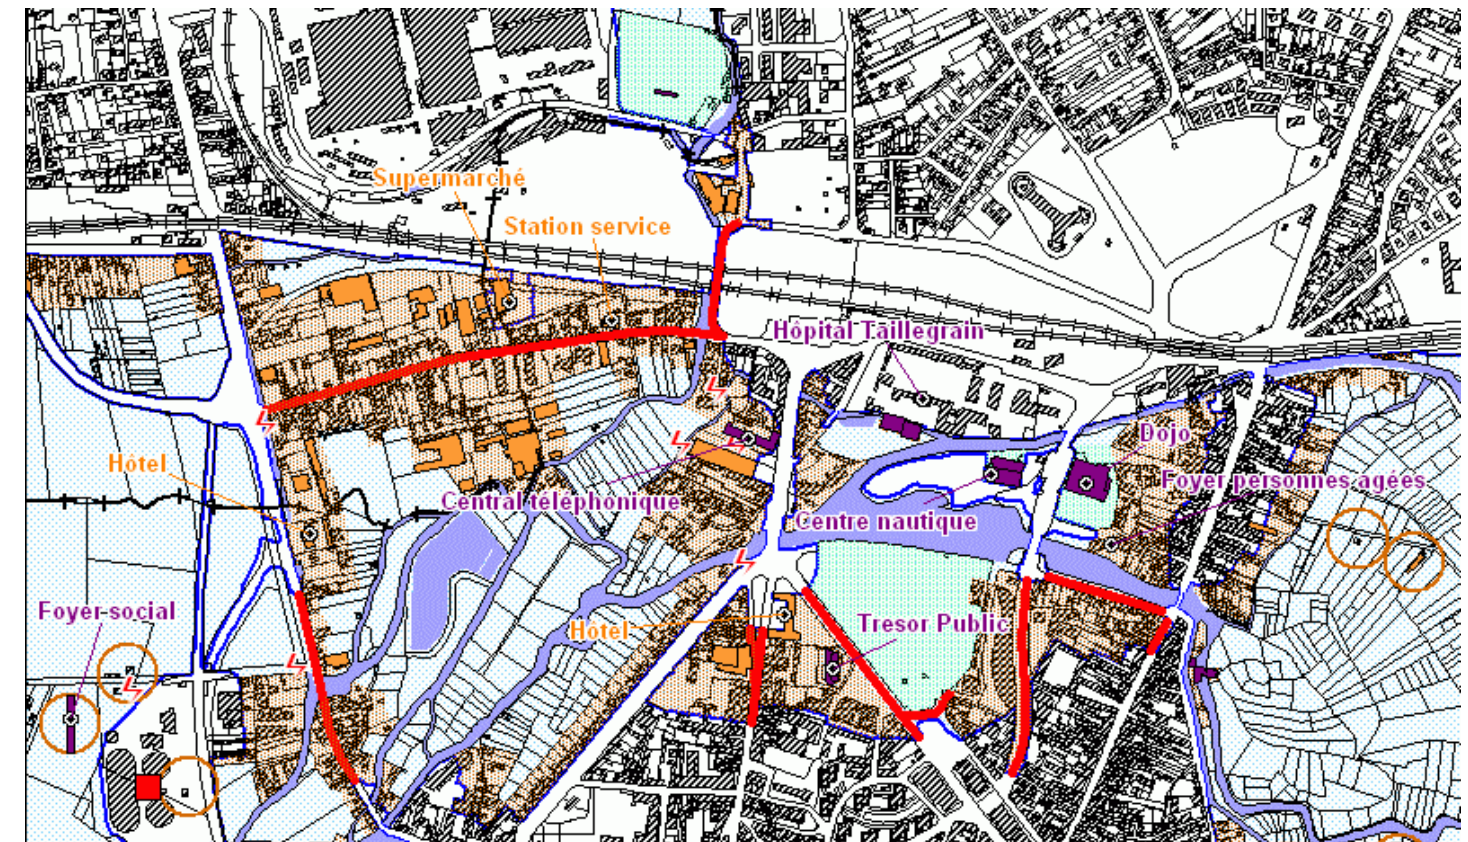 Supermarché
Station service
Hôpital Taillegrain
Dojo
Hôtel
Foyer personnes agées
Central téléphonique
Centre nautique
Foyer social
Hôtel
Tresor Public